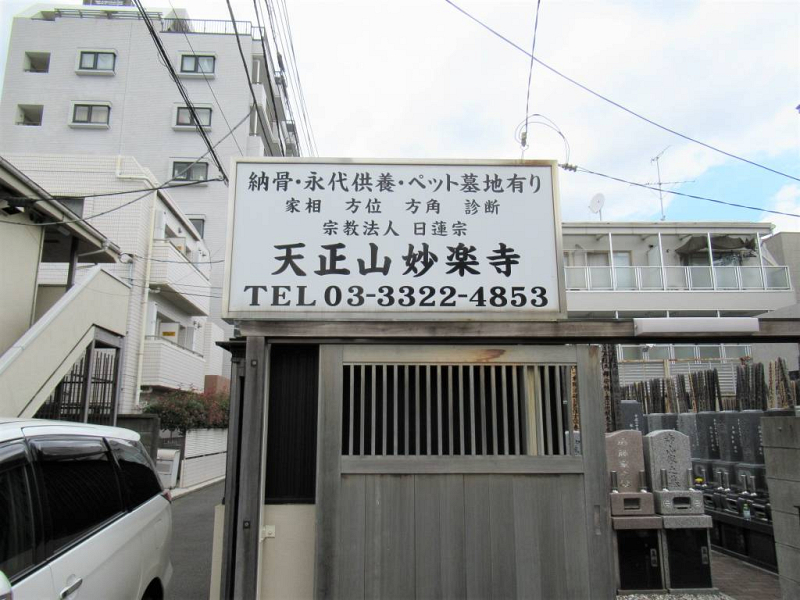 納骨・永代供養・ペット墓地有り
家相 方位 方角 診断
宗教法人 日蓮宗
天正山妙楽寺
TEL 03-3322-4853